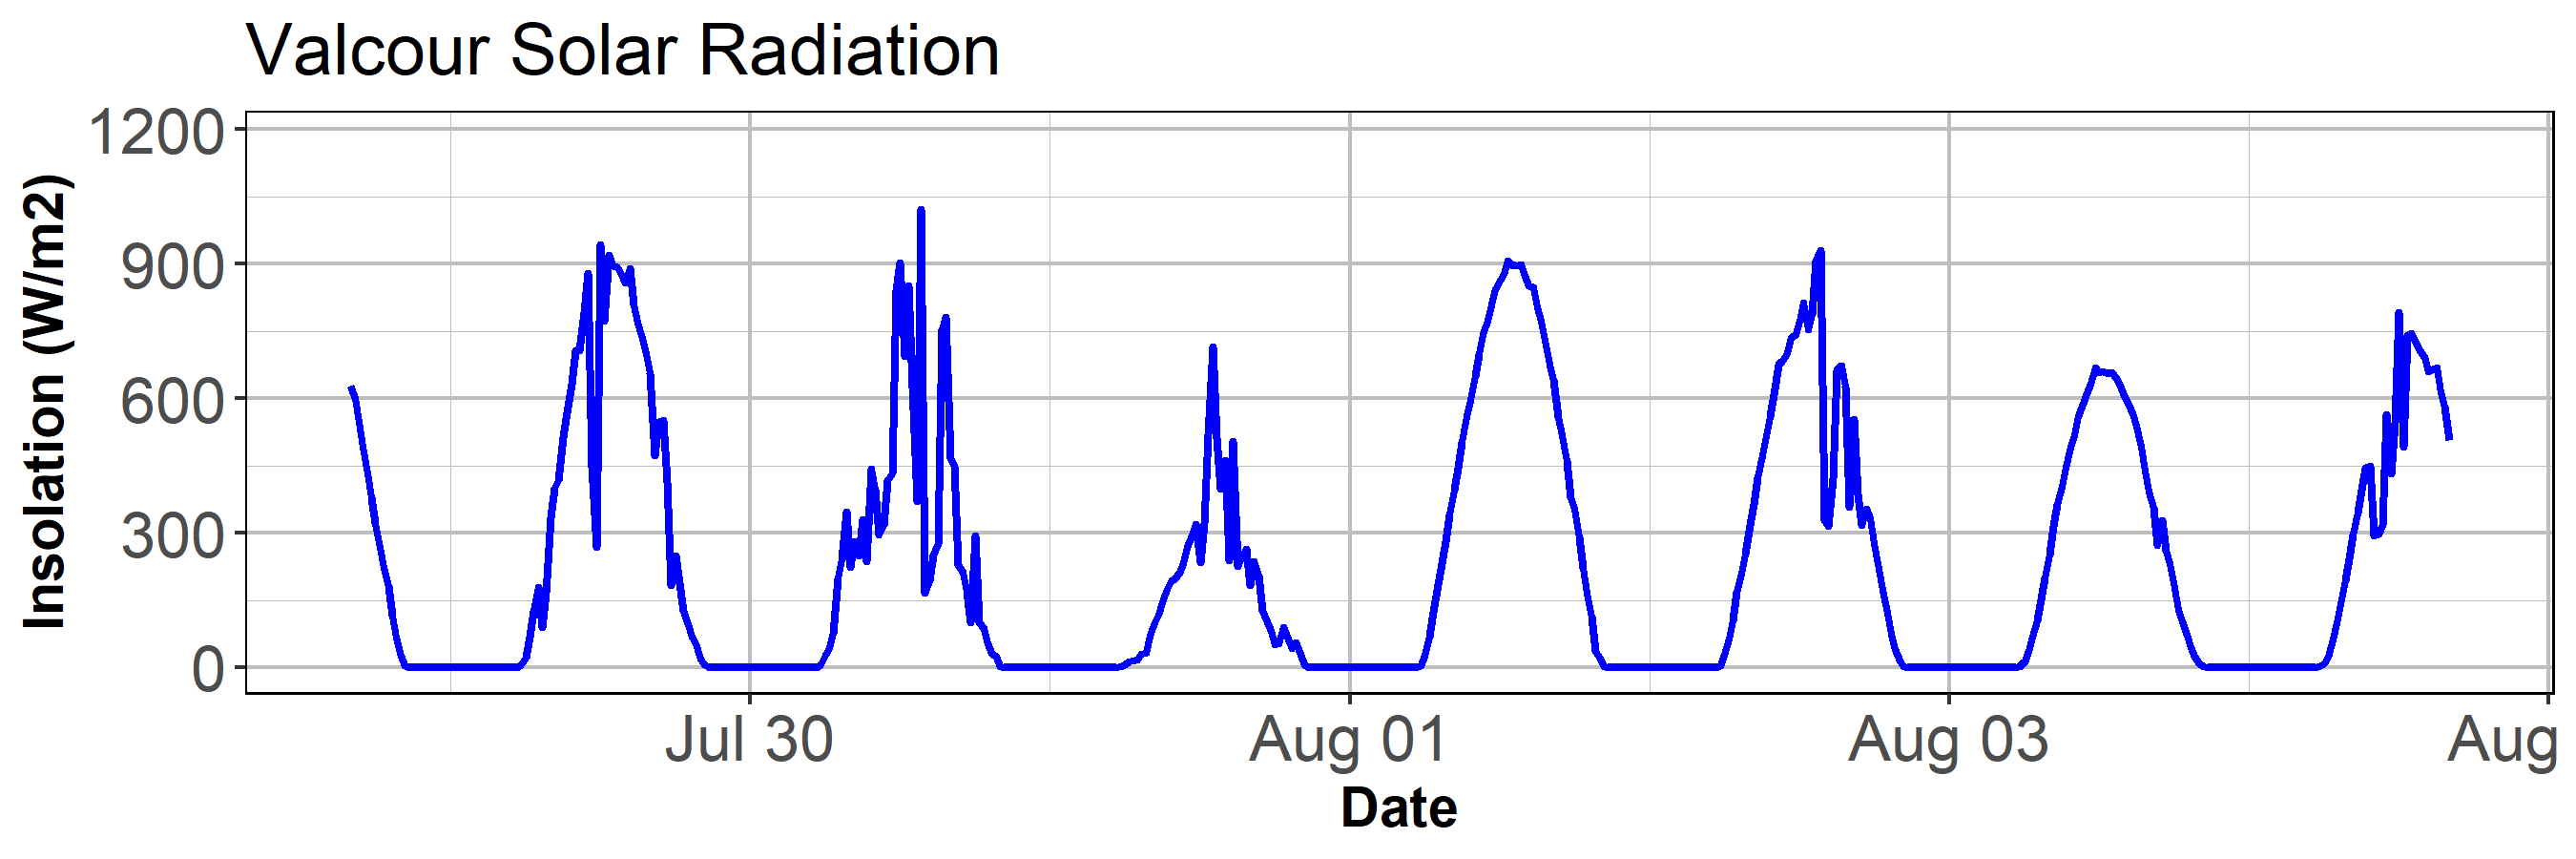 Valcour Solar Radiation
Insolation (W/m2)
1200
900
600
300
0
Jul 30
Aug 01
Aug 03
Aug
Date